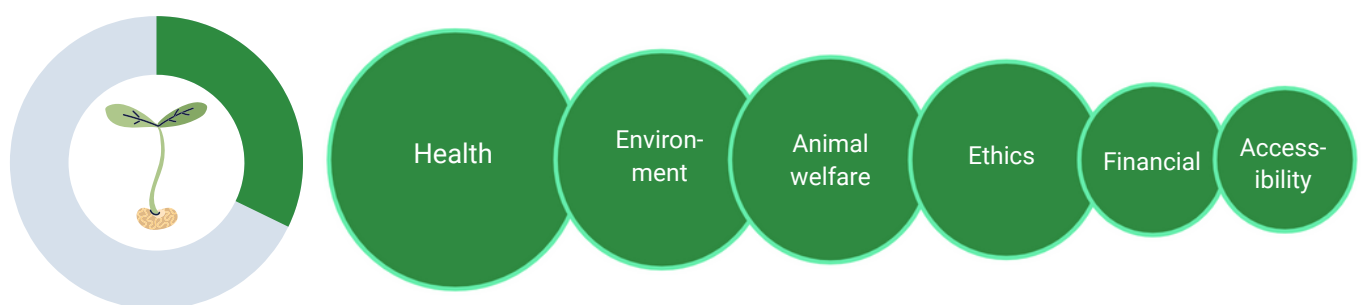 Health
Environ-
ment
Animal
welfare
Ethics
Financial
Access-
ibility